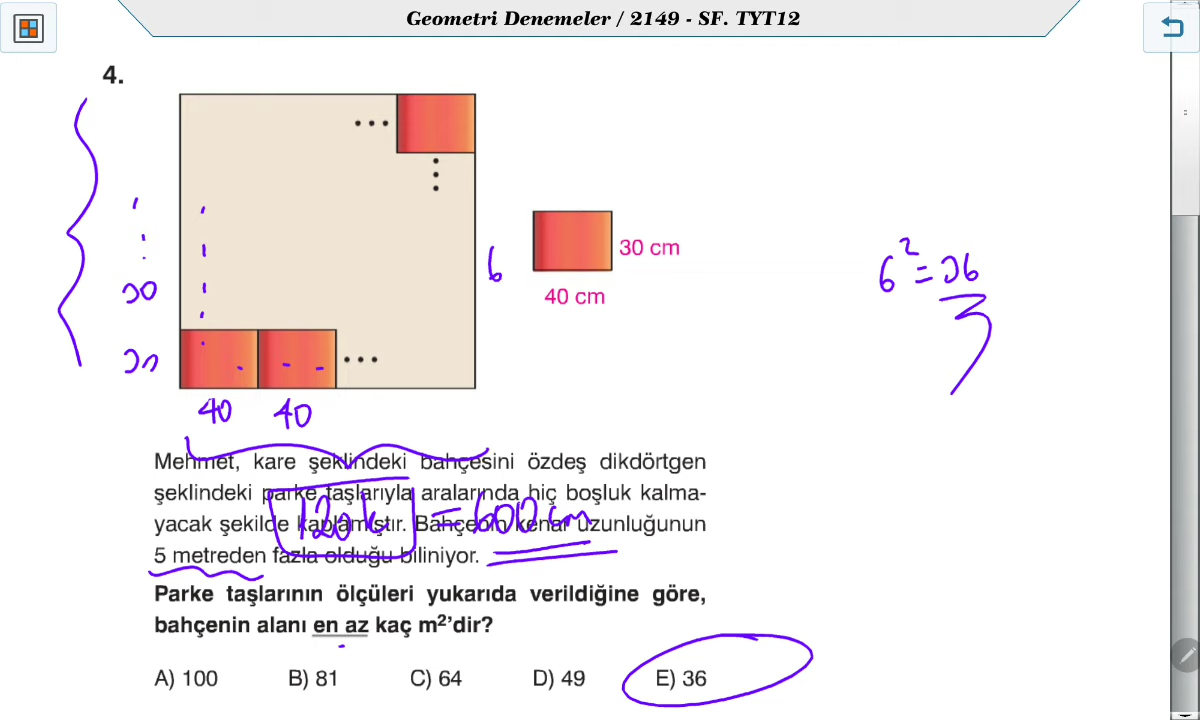 Geometri Denemeler / 2149 - SF. TYT12
4.
30 cm
40 cm
6
30
30
40 40
6² = 36
Mehmet, kare şeklindeki bahçesini özdeş dikdörtgen
şeklindeki parke taşlarıyla aralarında hiç boşluk kalma-
yacak şekilde kaplamıştır. Bahçenin kenar uzunluğunun
5 metreden fazla olduğu biliniyor.
120k = 600 cm
Parke taşlarının ölçüleri yukarıda verildiğine göre,
bahçenin alanı en az kaç m²'dir?
A) 100 B) 81 C) 64 D) 49 E) 36